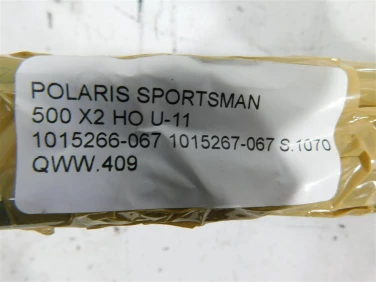 POLARIS SPORTSMAN
500 X2 HO U-11
1015266-067 1015267-067 S.1070
QWW.409